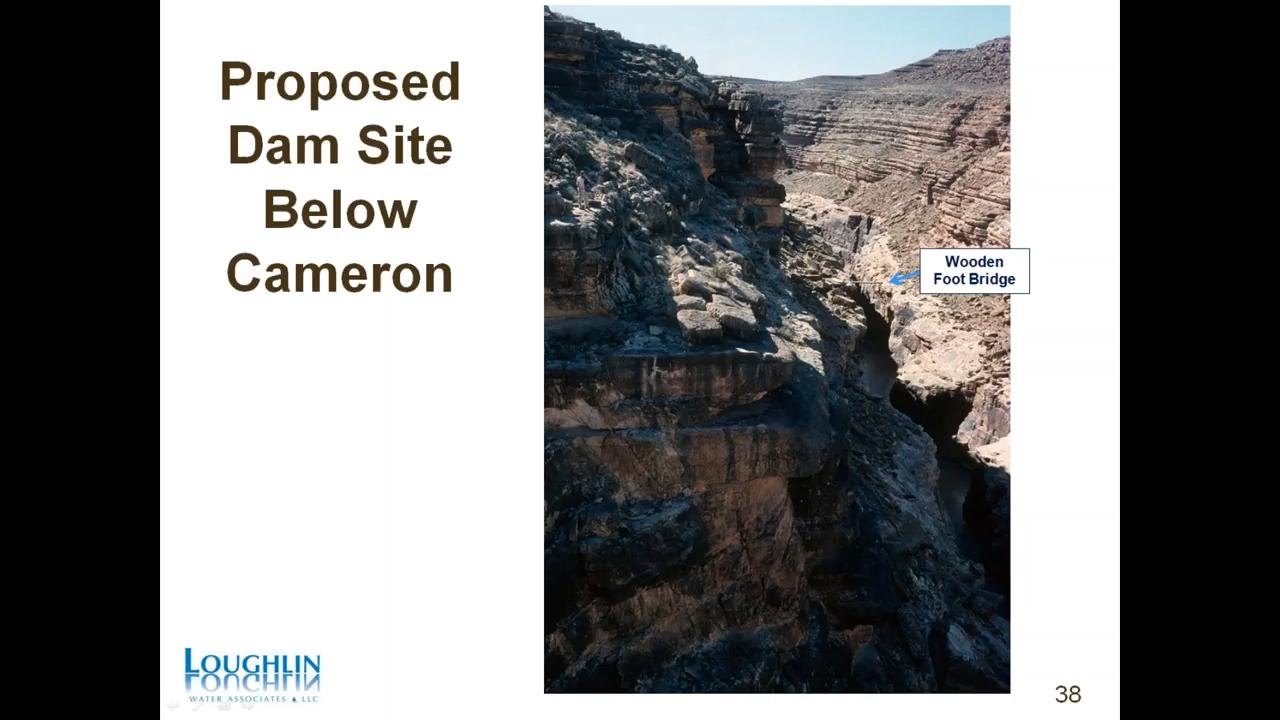 Proposed
Dam Site
Below
Cameron
Wooden
Foot Bridge
LOUGHLIN
WATER ASSOCIATES LLC
38